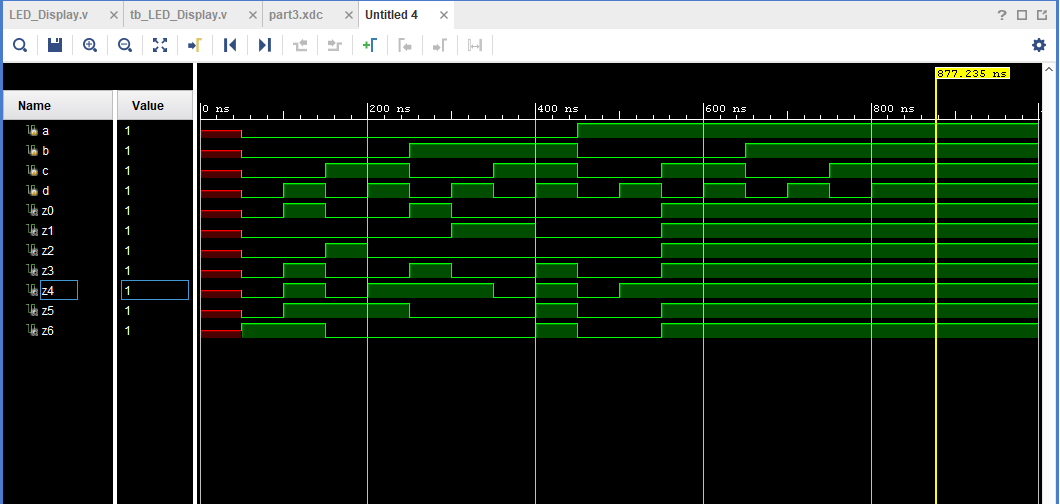 LED_Display.v tb_LED_Display.v part3.xdc Untitled 4
877.235 ns
Name Value 0 ns 200 ns 400 ns 600 ns 800 ns
a 1
b 1
c 1
d 1
z0 1
z1 1
z2 1
z3 1
z4 1
z5 1
z6 1